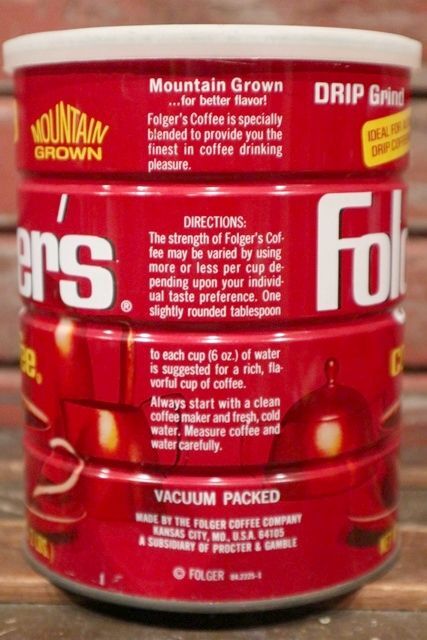 MOUNTAIN
GROWN
Mountain Grown
...for better flavor!
Folger's Coffee is specially
blended to provide you the
finest in coffee drinking
pleasure.
DRIP Grind
IDEAL FOR
DRIP
er's®
DIRECTIONS:
The strength of Folger's Cof-
fee may be varied by using
more or less per cup de-
pending upon your individ-
ual taste preference. One
slightly rounded tablespoon
Fol
to each cup (6 oz.) of water
is suggested for a rich, fla-
vorful cup of coffee.
Always start with a clean
coffee maker and fresh, cold
water. Measure coffee and
water carefully.
VACUUM PACKED
MADE BY THE FOLGER COFFEE COMPANY
KANSAS CITY, MO., U.S.A. 64105
A SUBSIDIARY OF PROCTER & GAMBLE
© FOLGER